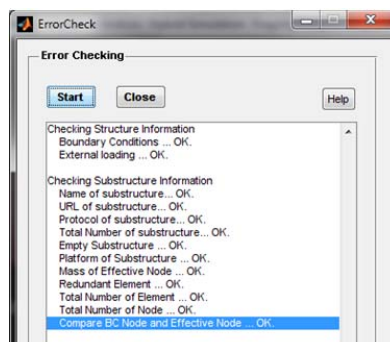 ErrorCheck
Error Checking
Start
Close
Help
Checking Structure Information
Boundary Conditions ... OK.
External loading ... OK.
Checking Substructure Information
Name of substructure... OK.
URL of substructure... OK.
Protocol of substructure... OK.
Total Number of substructure... OK.
Empty Substructure ... OK.
Platform of Substructure ... OK.
Mass of Effective Node ... OK.
Redundant Element ... OK.
Total Number of Element ... OK.
Total Number of Node ... OK.
Compare BC Node and Effective Node ... OK.